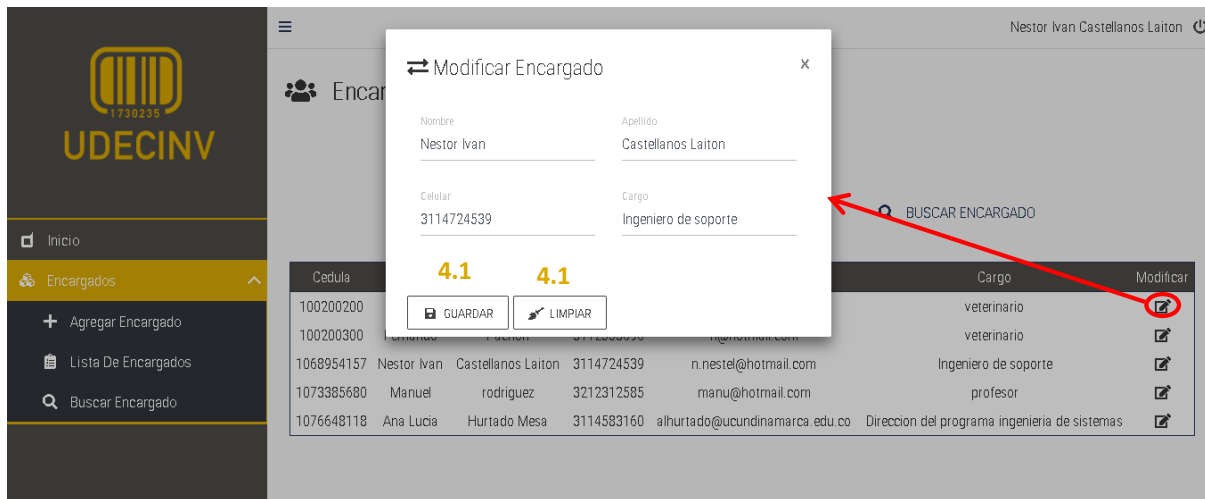 Nestor Ivan Castellanos Laiton
1730235
UDECINV
Inicio
Encargados
Agregar Encargado
Lista De Encargados
Buscar Encargado
Encar
Modificar Encargado
x
Nombre Apellido
Nestor Ivan Castellanos Laiton
Celular Cargo
3114724539 Ingeniero de soporte
4.1 4.1
GUARDAR LIMPIAR
BUSCAR ENCARGADO
Cedula Cargo Modificar
100200200 veterinario
100200300 veterinario
1068954157 Nestor Ivan Castellanos Laiton 3114724539 n.nestel@hotmail.com Ingeniero de soporte
1073385680 Manuel rodriguez 3212312585 manu@hotmail.com profesor
1076648118 Ana Lucia Hurtado Mesa 3114583160 alhurtado@ucundinamarca.edu.co Direccion del programa ingenieria de sistemas